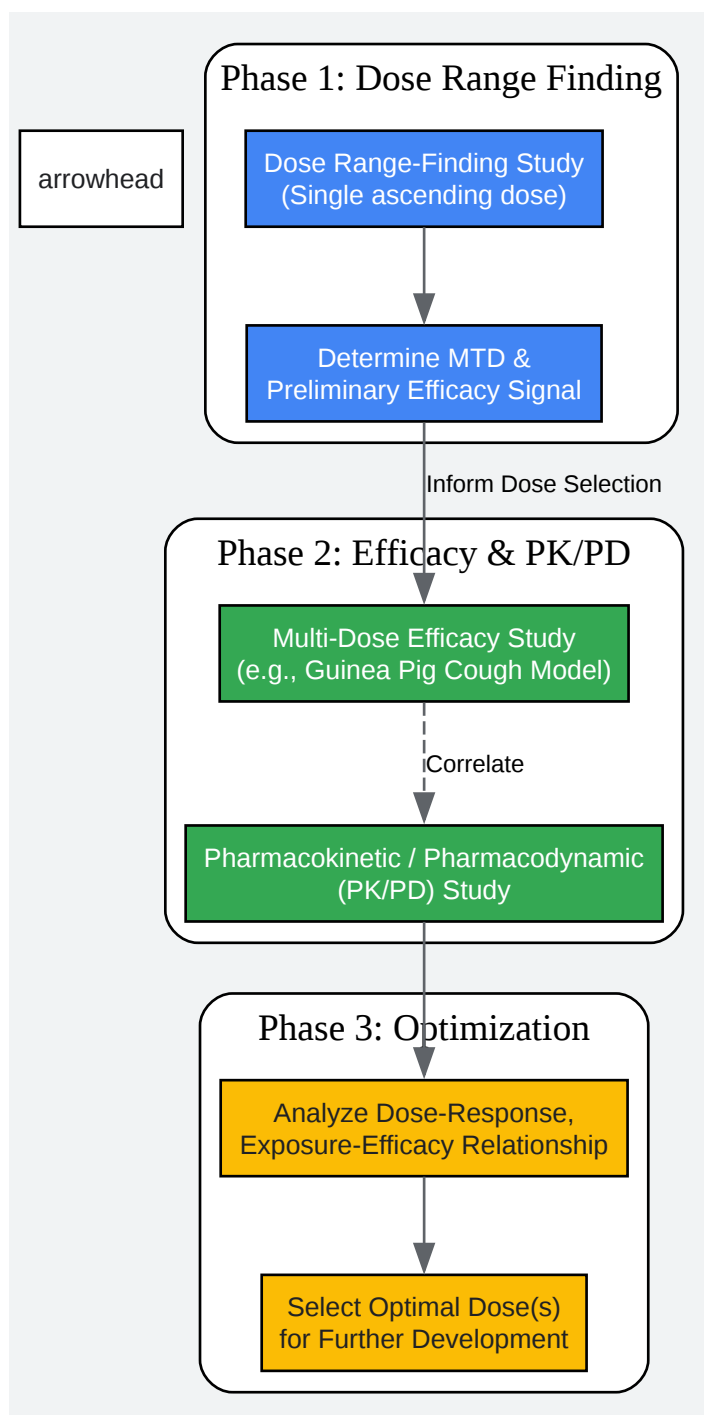 Phase 1: Dose Range Finding
arrowhead
Dose Range-Finding Study
(Single ascending dose)
Determine MTD &
Preliminary Efficacy Signal
Inform Dose Selection
Phase 2: Efficacy & PK/PD
Multi-Dose Efficacy Study
(e.g., Guinea Pig Cough Model)
Correlate
Pharmacokinetic / Pharmacodynamic
(PK/PD) Study
Phase 3: Optimization
Analyze Dose-Response,
Exposure-Efficacy Relationship
Select Optimal Dose(s)
for Further Development